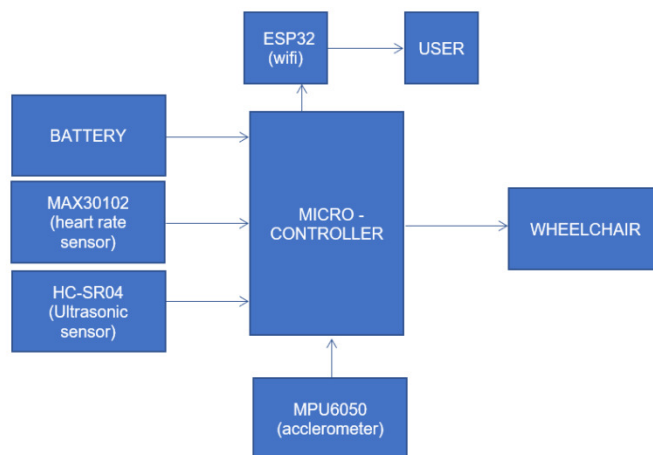 ESP32
(wifi)
USER
BATTERY
MAX30102
(heart rate
sensor)
HC-SR04
(Ultrasonic
sensor)
MICRO -
CONTROLLER
WHEELCHAIR
MPU6050
(acclerometer)